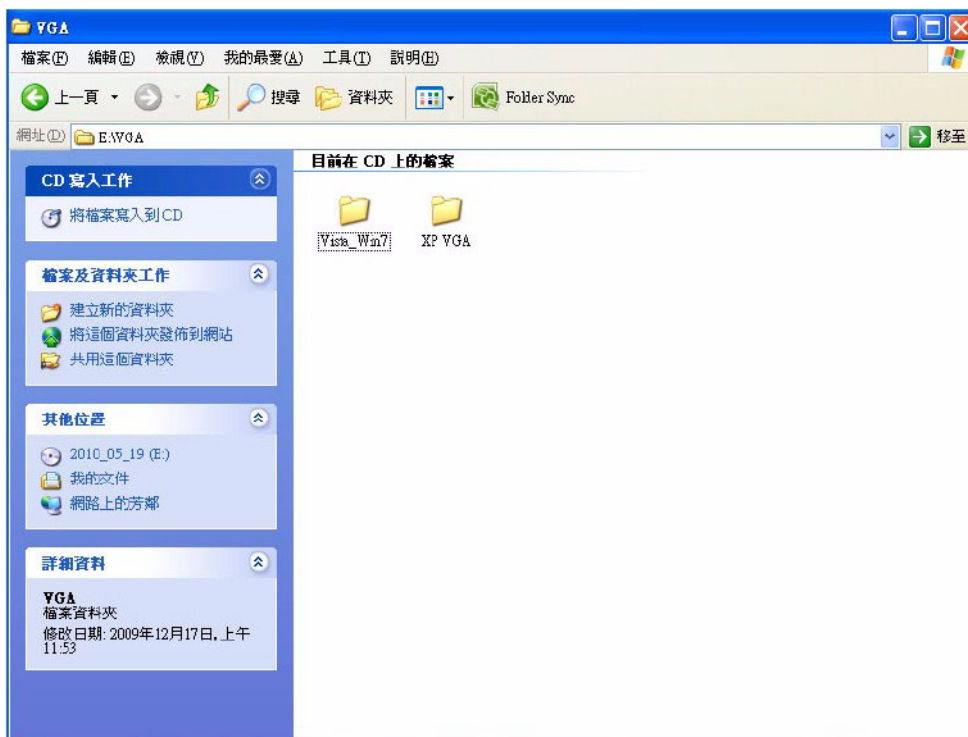 VGA
檔案(F) 編輯(E) 檢視(V) 我的最愛(A) 工具(T) 說明(H)
上一頁 搜尋 資料夾 Folder Sync
網址(D) E:\VGA 移至
目前在 CD 上的檔案
CD 寫入工作
將檔案寫入到 CD
Vista_Win7 XP VGA
檔案及資料夾工作
建立新的資料夾
將這個資料夾發佈到網站
共用這個資料夾
其他位置
2010_05_19 (E:)
我的文件
網路上的芳鄰
詳細資料
VGA
檔案資料夾
修改日期: 2009年12月17日, 上午
11:53